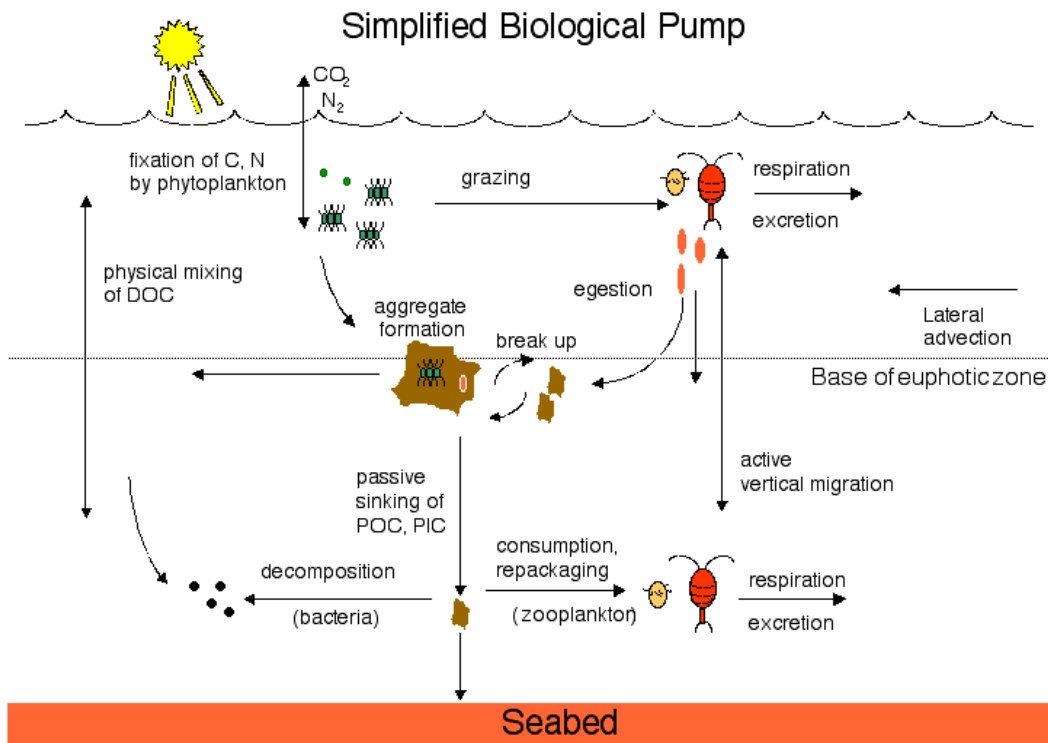 Simplified Biological Pump
CO2
N2
fixation of C, N
by phytoplankton
grazing
respiration
excretion
physical mixing
of DOC
egestion
Lateral
advection
aggregate
formation
break up
Base of euphotic zone
passive
sinking of
POC, PIC
active
vertical migration
consumption,
repackaging
(zooplankton)
decomposition
(bacteria)
respiration
excretion
Seabed